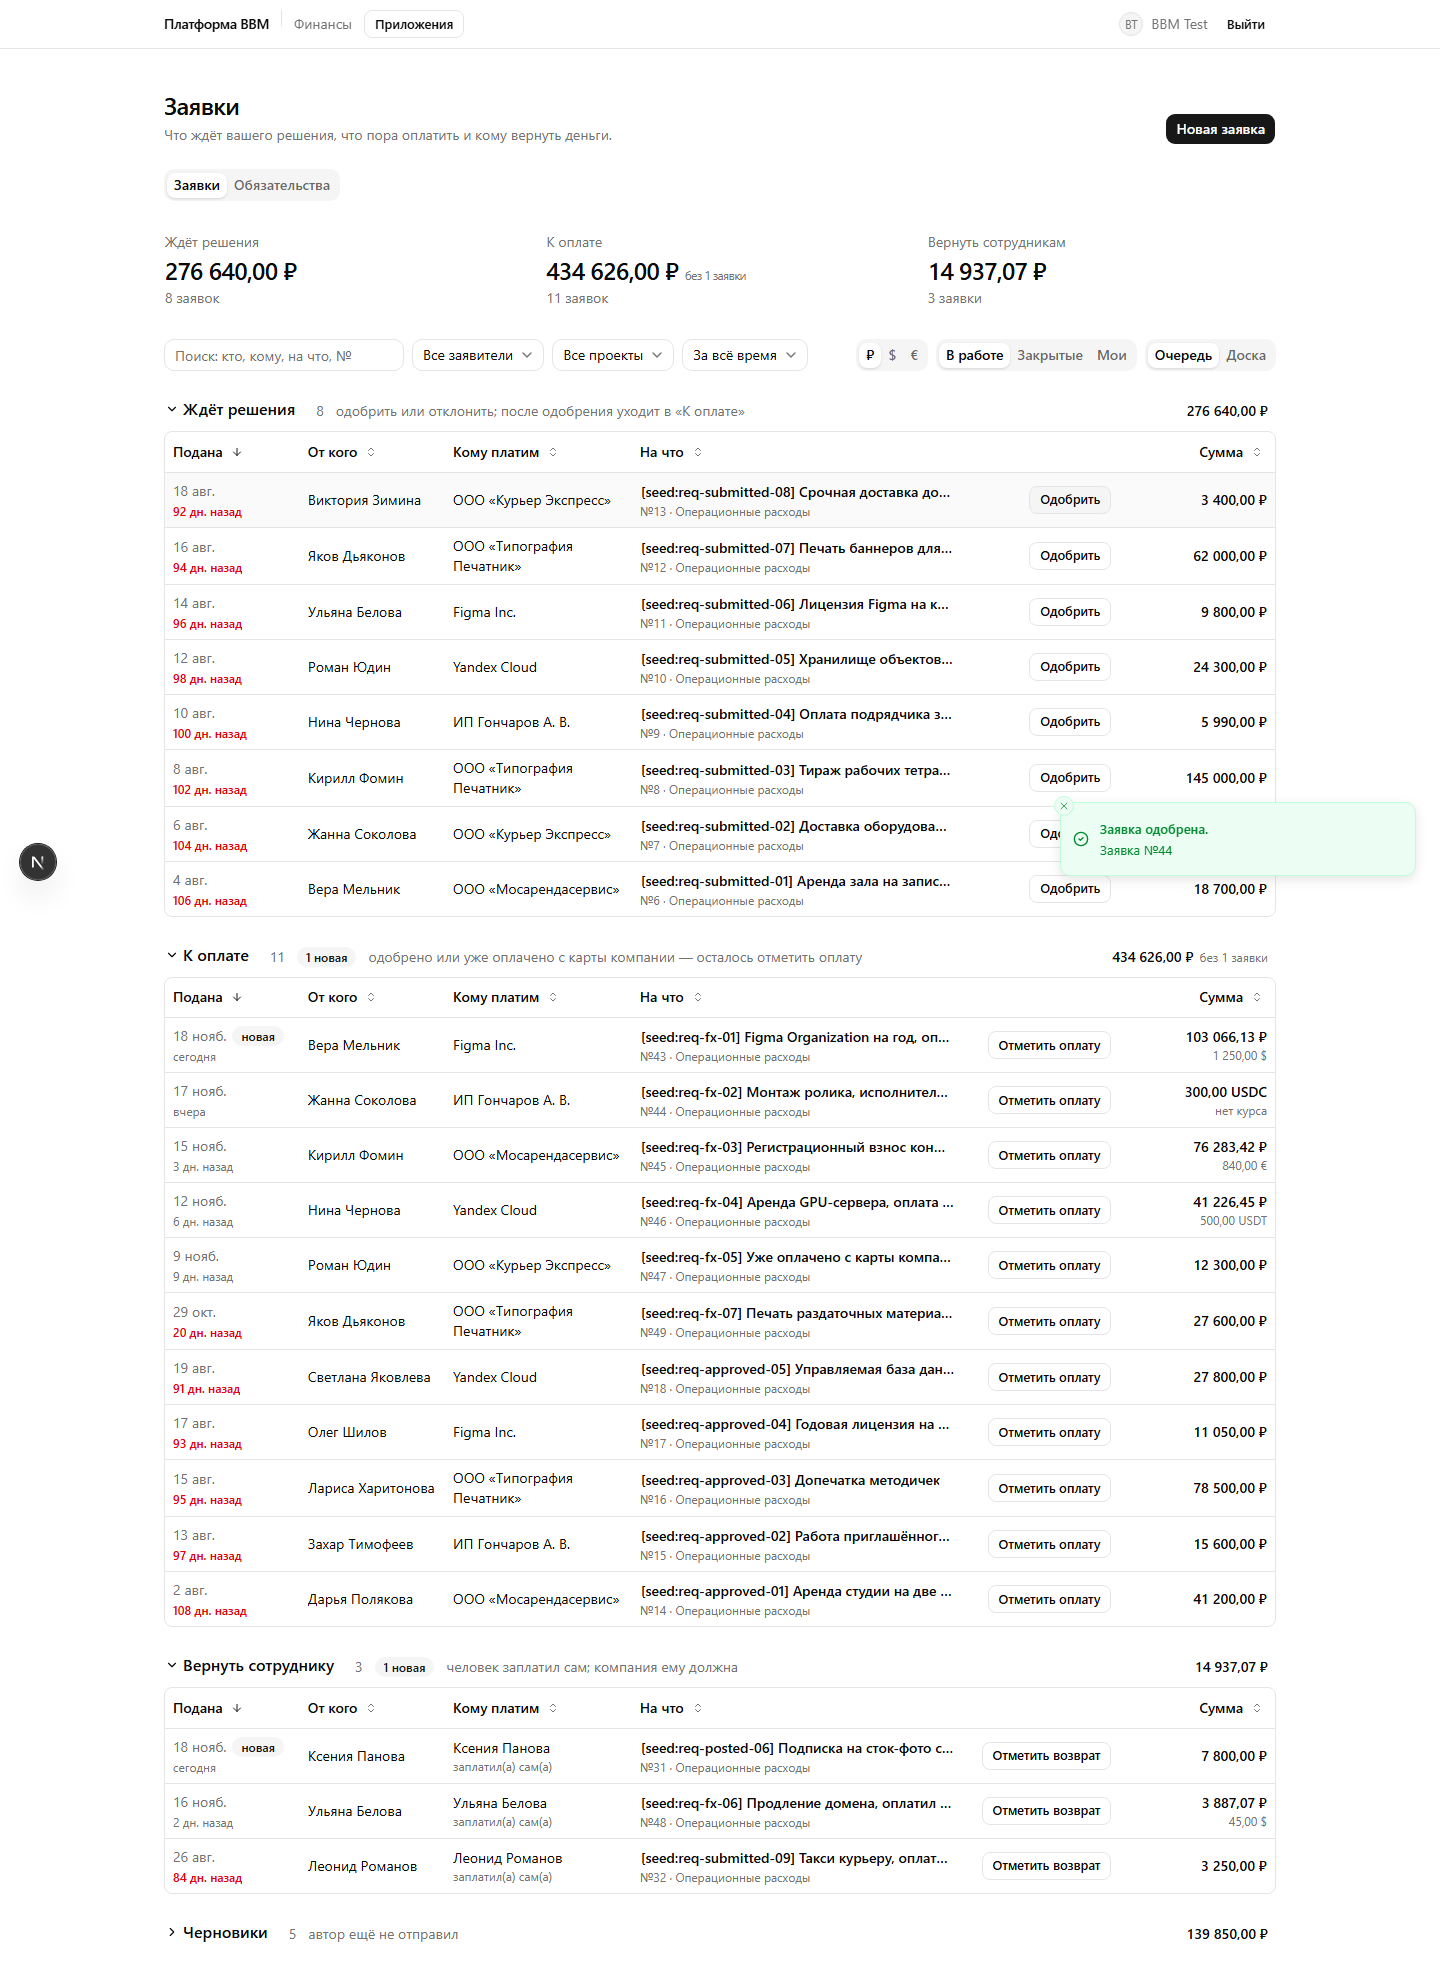 Платформа BBM Финансы Приложения BT BBM Test Выйти
Заявки
Что ждёт вашего решения, что пора оплатить и кому вернуть деньги.
Новая заявка
Заявки Обязательства
Ждёт решения К оплате Вернуть сотрудникам
276 640,00 ₽ 434 626,00 ₽ без 1 заявки 14 937,07 ₽
8 заявок 11 заявок 3 заявки
Поиск: кто, кому, на что, № Все заявители Все проекты За всё время ₽ $ € В работе Закрытые Мои Очередь Доска
Ждёт решения 8 одобрить или отклонить; после одобрения уходит в «К оплате» 276 640,00 ₽
Подана От кого Кому платим На что Сумма
18 авг.
92 дн. назад
Виктория Зимина
ООО «Курьер Экспресс»
[seed:req-submitted-08] Срочная доставка до...
№13 · Операционные расходы
Одобрить
3 400,00 ₽
16 авг.
94 дн. назад
Яков Дьяконов
ООО «Типография
Печатник»
[seed:req-submitted-07] Печать баннеров для...
№12 · Операционные расходы
Одобрить
62 000,00 ₽
14 авг.
96 дн. назад
Ульяна Белова
Figma Inc.
[seed:req-submitted-06] Лицензия Figma на к...
№11 · Операционные расходы
Одобрить
9 800,00 ₽
12 авг.
98 дн. назад
Роман Юдин
Yandex Cloud
[seed:req-submitted-05] Хранилище объектов...
№10 · Операционные расходы
Одобрить
24 300,00 ₽
10 авг.
100 дн. назад
Нина Чернова
ИП Гончаров А. В.
[seed:req-submitted-04] Оплата подрядчика з...
№9 · Операционные расходы
Одобрить
5 990,00 ₽
8 авг.
102 дн. назад
Кирилл Фомин
ООО «Типография
Печатник»
[seed:req-submitted-03] Тираж рабочих тетра...
№8 · Операционные расходы
Одобрить
145 000,00 ₽
6 авг.
104 дн. назад
Жанна Соколова
ООО «Курьер Экспресс»
[seed:req-submitted-02] Доставка оборудова...
№7 · Операционные расходы
Заявка одобрена.
Заявка №44
4 авг.
106 дн. назад
Вера Мельник
ООО «Мосарендасервис»
[seed:req-submitted-01] Аренда зала на запис...
№6 · Операционные расходы
Одобрить
18 700,00 ₽
К оплате 11 1 новая одобрено или уже оплачено с карты компании — осталось отметить оплату 434 626,00 ₽ без 1 заявки
Подана От кого Кому платим На что Сумма
18 нояб. новая
сегодня
Вера Мельник
Figma Inc.
[seed:req-fx-01] Figma Organization на год, оп...
№43 · Операционные расходы
Отметить оплату
103 066,13 ₽
1 250,00 $
17 нояб.
вчера
Жанна Соколова
ИП Гончаров А. В.
[seed:req-fx-02] Монтаж ролика, исполнител...
№44 · Операционные расходы
Отметить оплату
300,00 USDC
нет курса
15 нояб.
3 дн. назад
Кирилл Фомин
ООО «Мосарендасервис»
[seed:req-fx-03] Регистрационный взнос кон...
№45 · Операционные расходы
Отметить оплату
76 283,42 ₽
840,00 €
12 нояб.
6 дн. назад
Нина Чернова
Yandex Cloud
[seed:req-fx-04] Аренда GPU-сервера, оплата ...
№46 · Операционные расходы
Отметить оплату
41 226,45 ₽
500,00 USDT
9 нояб.
9 дн. назад
Роман Юдин
ООО «Курьер Экспресс»
[seed:req-fx-05] Уже оплачено с карты компа...
№47 · Операционные расходы
Отметить оплату
12 300,00 ₽
29 окт.
20 дн. назад
Яков Дьяконов
ООО «Типография
Печатник»
[seed:req-fx-07] Печать раздаточных материа...
№49 · Операционные расходы
Отметить оплату
27 600,00 ₽
19 авг.
91 дн. назад
Светлана Яковлева
Yandex Cloud
[seed:req-approved-05] Управляемая база дан...
№18 · Операционные расходы
Отметить оплату
27 800,00 ₽
17 авг.
93 дн. назад
Олег Шилов
Figma Inc.
[seed:req-approved-04] Годовая лицензия на ...
№17 · Операционные расходы
Отметить оплату
11 050,00 ₽
15 авг.
95 дн. назад
Лариса Харитонова
ООО «Типография
Печатник»
[seed:req-approved-03] Допечатка методичек
№16 · Операционные расходы
Отметить оплату
78 500,00 ₽
13 авг.
97 дн. назад
Захар Тимофеев
ИП Гончаров А. В.
[seed:req-approved-02] Работа приглашённог...
№15 · Операционные расходы
Отметить оплату
15 600,00 ₽
2 авг.
108 дн. назад
Дарья Полякова
ООО «Мосарендасервис»
[seed:req-approved-01] Аренда студии на две ...
№14 · Операционные расходы
Отметить оплату
41 200,00 ₽
Вернуть сотруднику 3 1 новая человек заплатил сам; компания ему должна 14 937,07 ₽
Подана От кого Кому платим На что Сумма
18 нояб. новая
сегодня
Ксения Панова
Ксения Панова
заплатил(а) сам(а)
[seed:req-posted-06] Подписка на сток-фото с...
№31 · Операционные расходы
Отметить возврат
7 800,00 ₽
16 нояб.
2 дн. назад
Ульяна Белова
Ульяна Белова
заплатил(а) сам(а)
[seed:req-fx-06] Продление домена, оплатил ...
№48 · Операционные расходы
Отметить возврат
3 887,07 ₽
45,00 $
26 авг.
84 дн. назад
Леонид Романов
Леонид Романов
заплатил(а) сам(а)
[seed:req-submitted-09] Такси курьеру, оплат...
№32 · Операционные расходы
Отметить возврат
3 250,00 ₽
Черновики 5 автор ещё не отправил 139 850,00 ₽